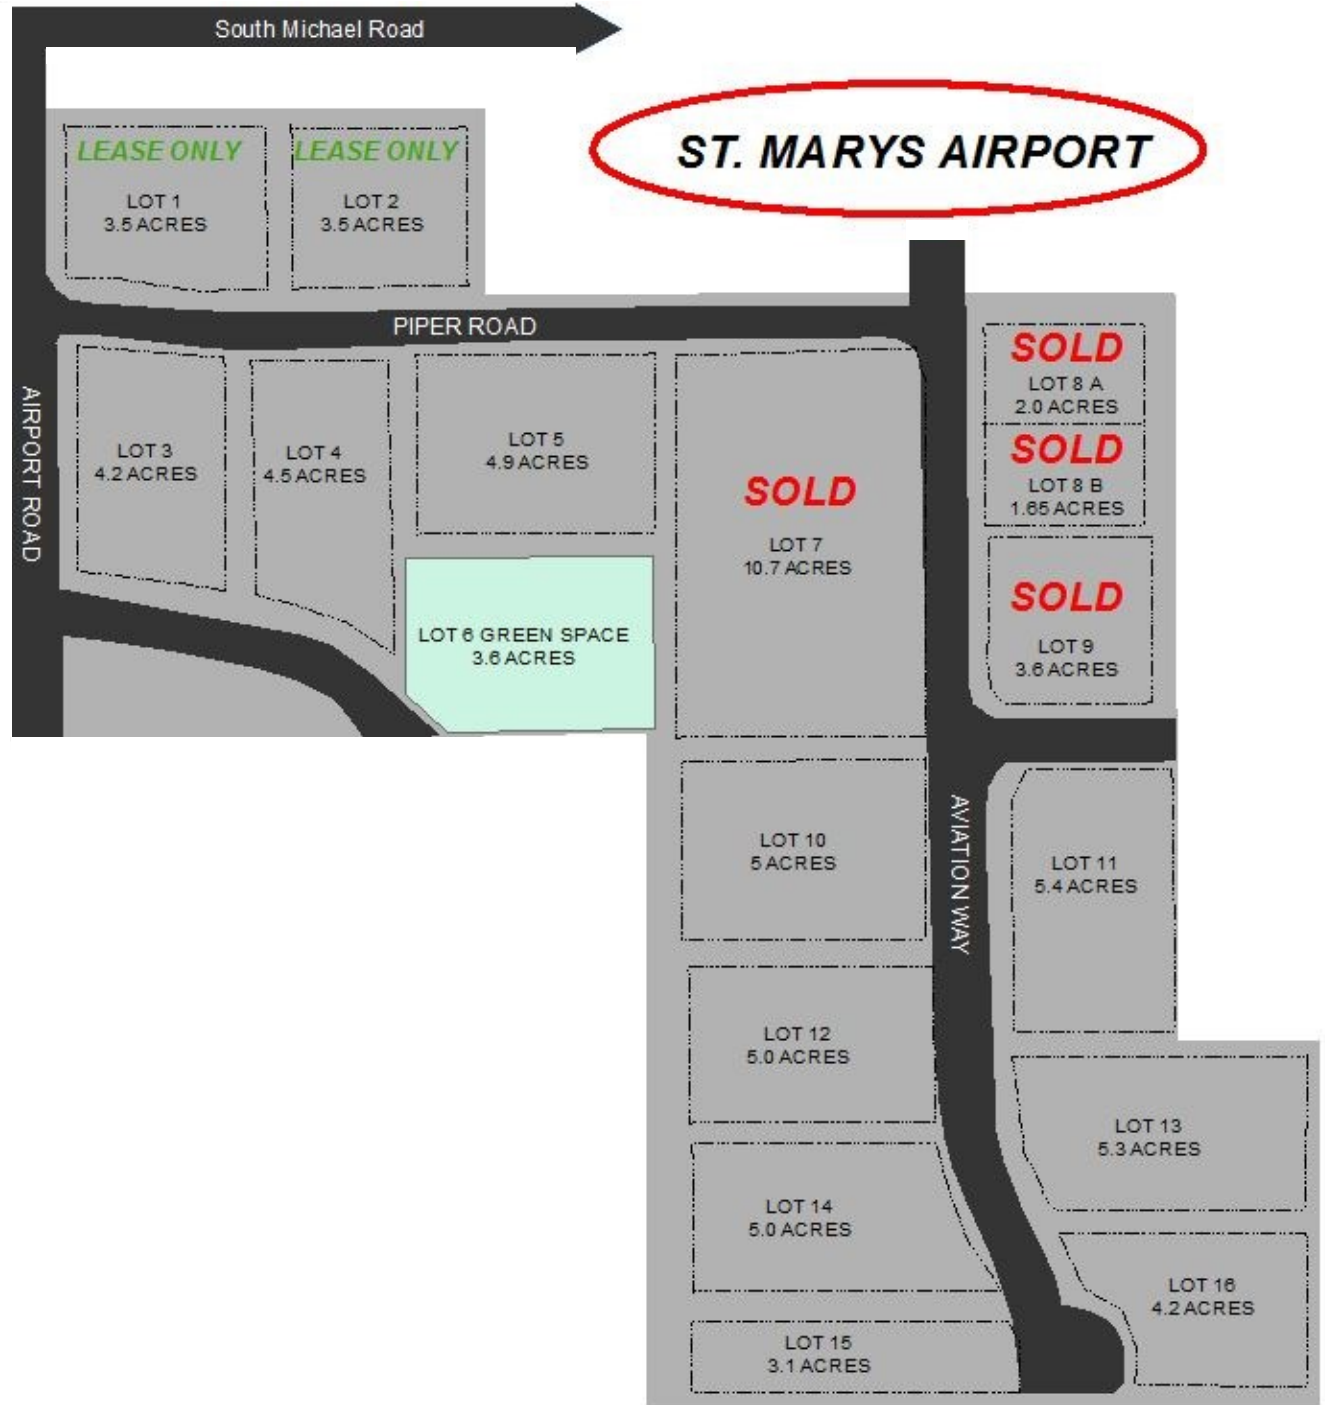 South Michael Road
ST. MARYS AIRPORT
LEASE ONLY
LOT 1
3.5 ACRES
LEASE ONLY
LOT 2
3.5 ACRES
PIPER ROAD
AIRPORT ROAD
LOT 3
4.2 ACRES
LOT 4
4.5 ACRES
LOT 5
4.9 ACRES
LOT 6 GREEN SPACE
3.6 ACRES
SOLD
LOT 7
10.7 ACRES
SOLD
LOT 8 A
2.0 ACRES
SOLD
LOT 8 B
1.65 ACRES
SOLD
LOT 9
3.6 ACRES
AVIATION WAY
LOT 10
5 ACRES
LOT 11
5.4 ACRES
LOT 12
5.0 ACRES
LOT 13
5.3 ACRES
LOT 14
5.0 ACRES
LOT 16
4.2 ACRES
LOT 15
3.1 ACRES